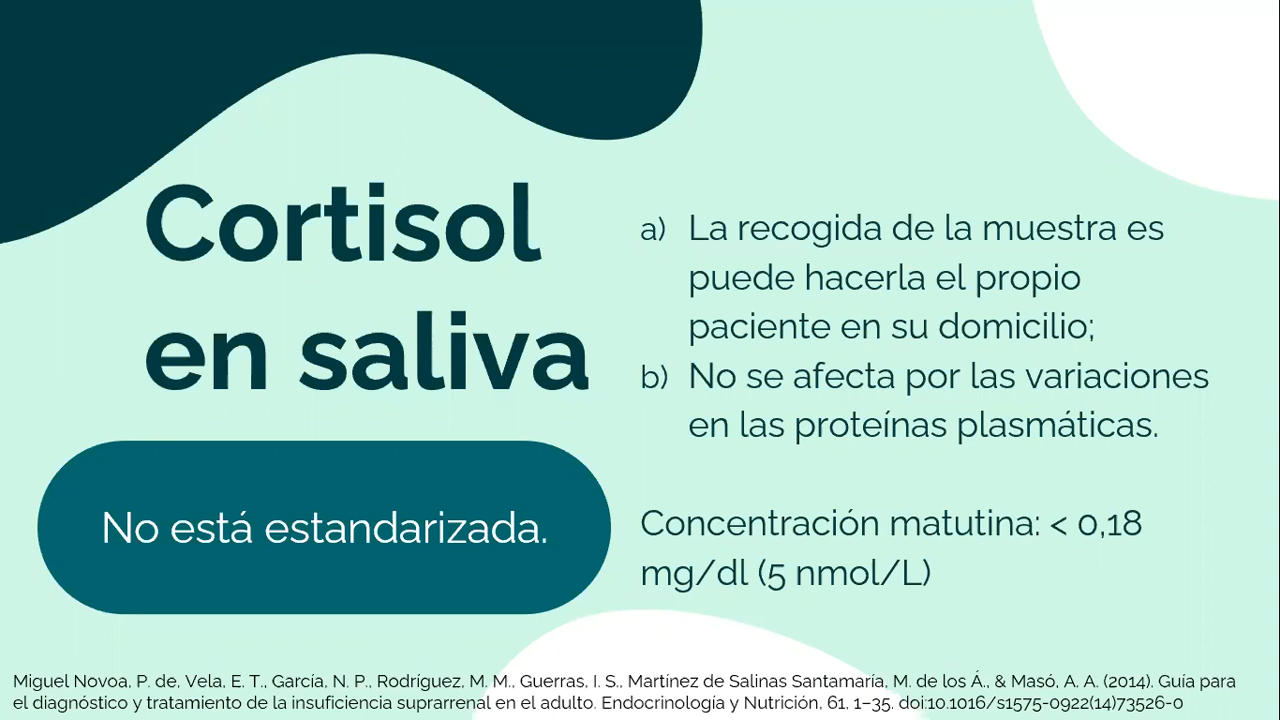 Cortisol
en saliva
No está estandarizada.
a) La recogida de la muestra es
puede hacerla el propio
paciente en su domicilio;
b) No se afecta por las variaciones
en las proteínas plasmáticas.
Concentración matutina: < 0,18
mg/dl (5 nmol/L)
Miguel Novoa, P. de, Vela, E. T., García, N. P., Rodríguez, M. M., Guerras, I. S., Martínez de Salinas Santamaría, M. de los Á., & Masó, A. A. (2014). Guía para
el diagnóstico y tratamiento de la insuficiencia suprarrenal en el adulto. Endocrinología y Nutrición, 61, 1–35. doi:10.1016/s1575-0922(14)73526-0